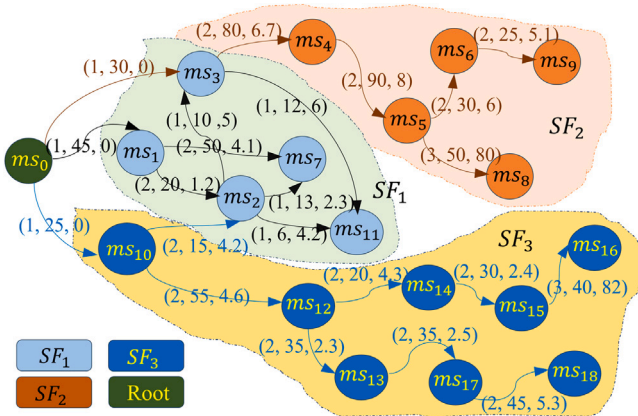 (2, 80, 6.7)
ms4
(2, 25, 5.1)
ms6
ms9
(1, 30, 0)
ms3
(2, 90, 8)
(1, 12, 6)
(2, 30, 6)
(1, 10 ,5)
ms5
SF2
ms0
(1, 45, 0)
ms1
(2, 50, 4.1)
ms7
(3, 50, 80)
ms8
(2, 20, 1.2)
SF1
ms2
(1, 13, 2.3)
(1, 25, 0)
(2, 15, 4.2)
(1, 6, 4.2)
ms11
SF3
ms16
ms10
(2, 20, 4.3)
ms14
(2, 30, 2.4)
(3, 40, 82)
(2, 55, 4.6)
ms12
ms15
(2, 35, 2.3)
(2, 35, 2.5)
ms13
ms17
ms18
(2, 45, 5.3)
SF1
SF3
SF2
Root